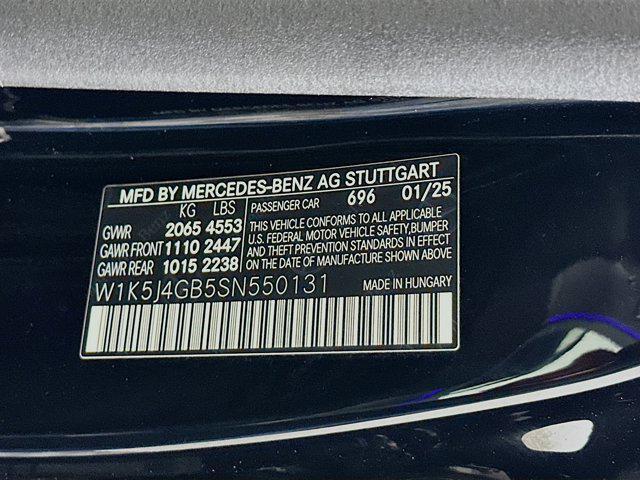 MFD BY MERCEDES-BENZ AG STUTTGART
KG LBS
GVWR 2065 4553
GAWR FRONT 1110 2447
GAWR REAR 1015 2238
PASSENGER CAR 696 01/25
THIS VEHICLE CONFORMS TO ALL APPLICABLE
U.S. FEDERAL MOTOR VEHICLE SAFETY,BUMPER
AND THEFT PREVENTION STANDARDS IN EFFECT
ON THE DATE OF MANUFACTURE SHOWN ABOVE
W1K5J4GB5SN550131 MADE IN HUNGARY